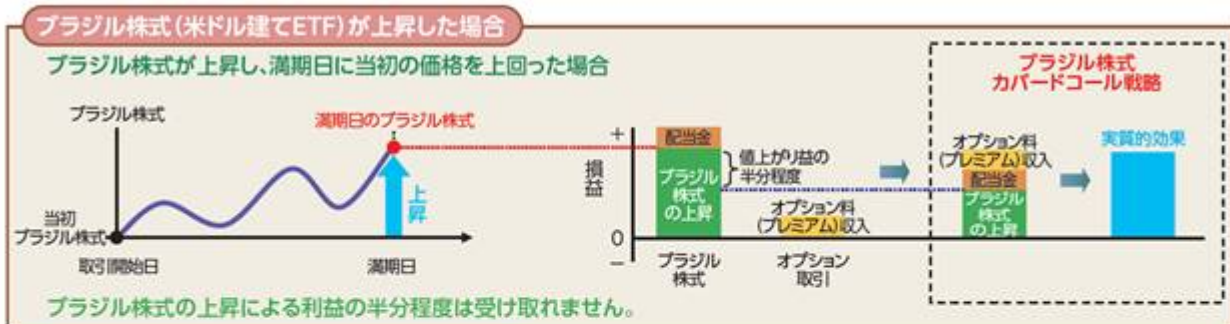 ブラジル株式(米ドル建てETF)が上昇した場合
ブラジル株式が上昇し、満期日に当初の価格を上回った場合
ブラジル株式
満期日のブラジル株式
上昇
当初
ブラジル株式
取引開始日
満期日
損益
+
0
−
配当金
ブラジル
株式
の上昇
値上がり益の
半分程度
オプション料
(プレミアム)収入
ブラジル
株式
オプション
取引
ブラジル株式
カバードコール戦略
オプション料
(プレミアム)収入
配当金
ブラジル
株式
の上昇
実質的効果
ブラジル株式の上昇による利益の半分程度は受け取れません。